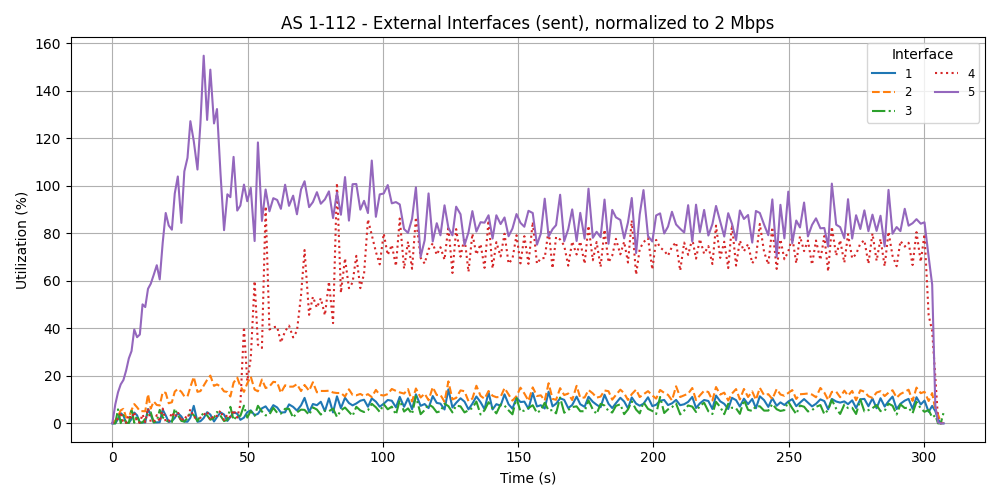 AS 1-112 - External Interfaces (sent), normalized to 2 Mbps
Interface
1
2
3
4
5
Utilization (%)
160
140
120
100
80
60
40
20
0
0 50 100 150 200 250 300
Time (s)